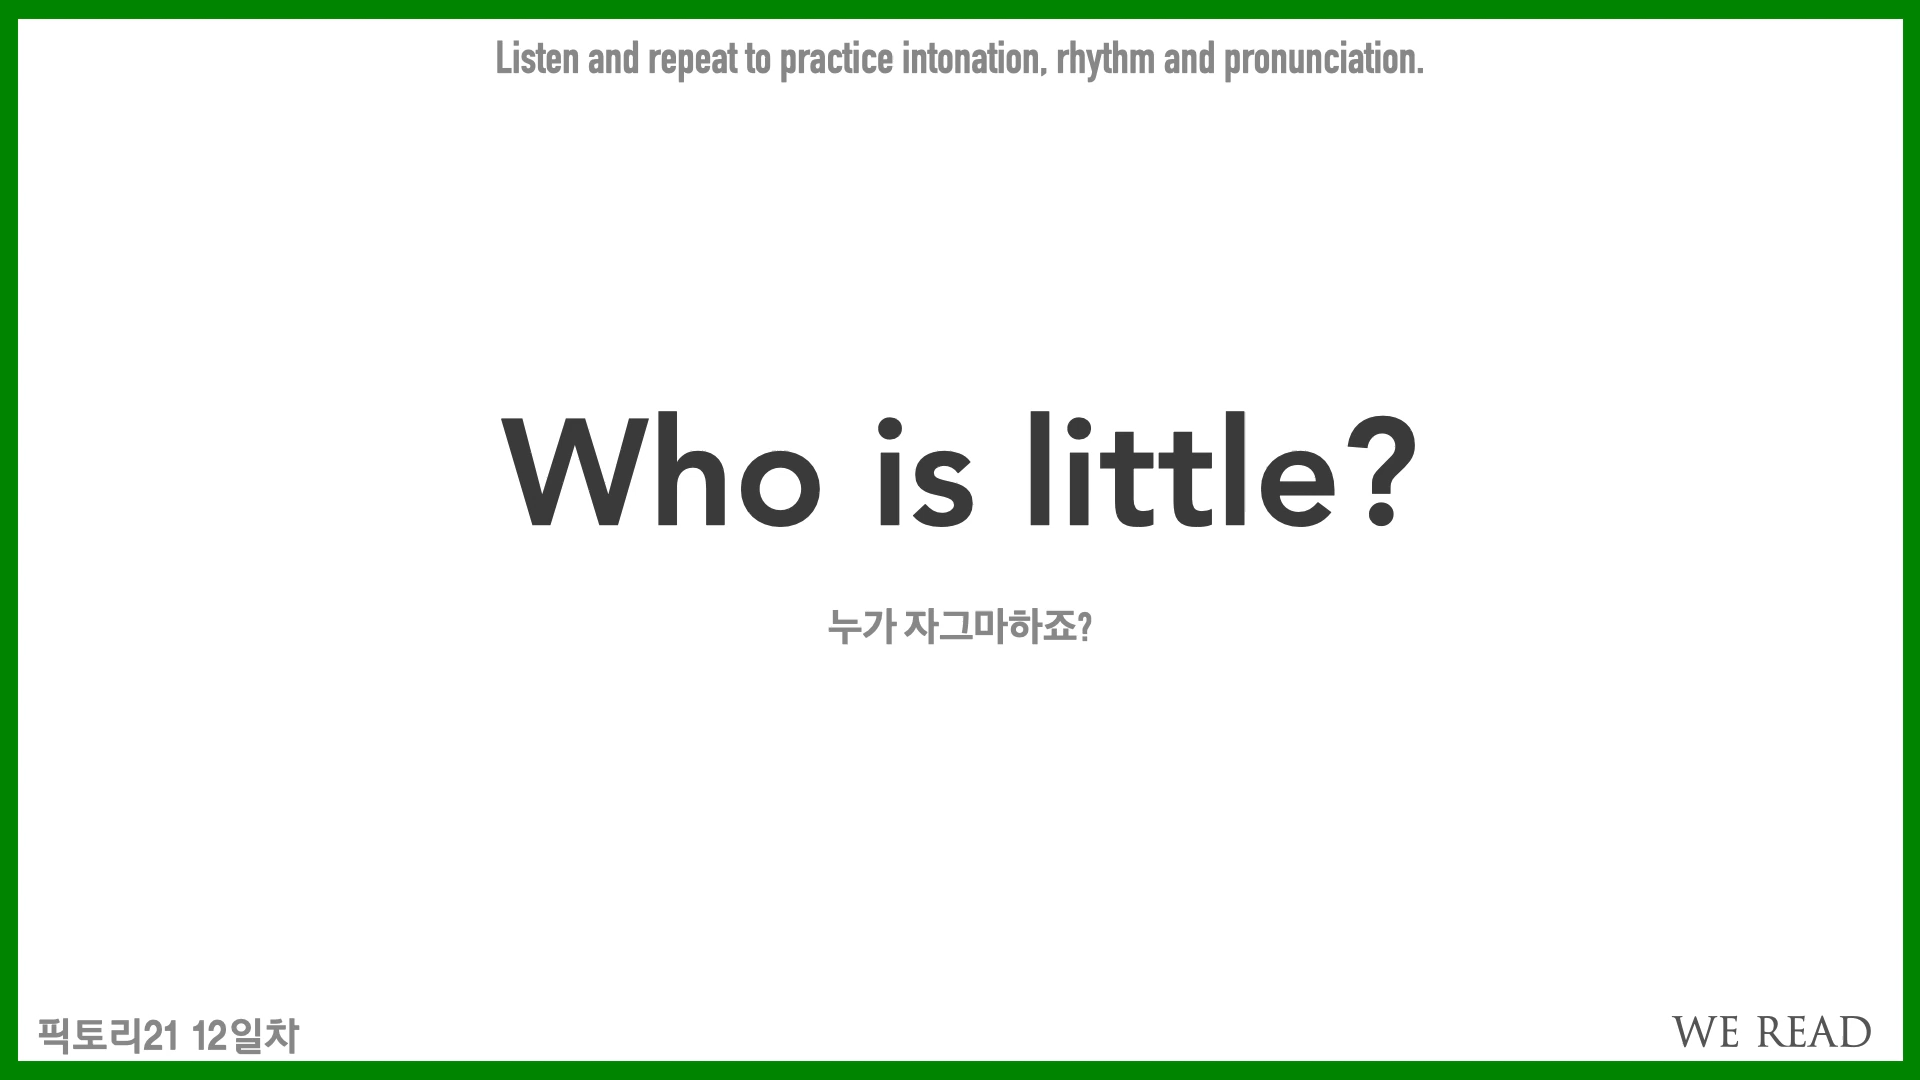 Listen and repeat to practice intonation, rhythm and pronunciation.
Who is little?
누가 자그마하죠?
픽토리21 12일차
WE READ